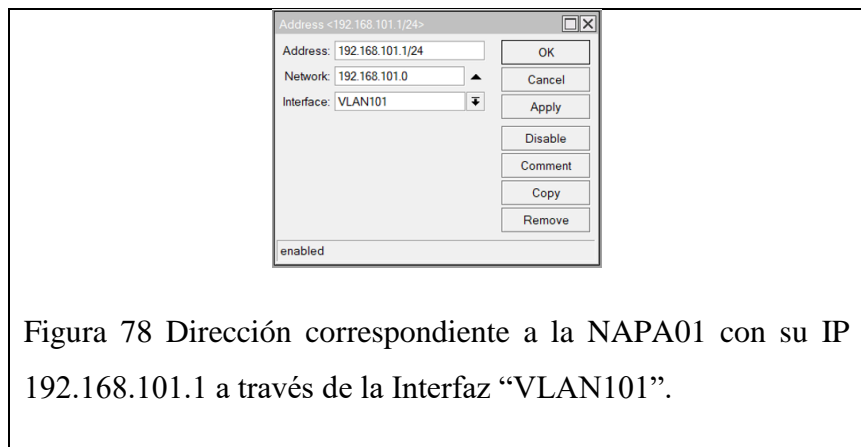 Address <192.168.101.1/24>
Address: 192.168.101.1/24 OK
Network: 192.168.101.0 Cancel
Interface: VLAN101 Apply
Disable
Comment
Copy
Remove
enabled
Figura 78 Dirección correspondiente a la NAPA01 con su IP
192.168.101.1 a través de la Interfaz “VLAN101”.